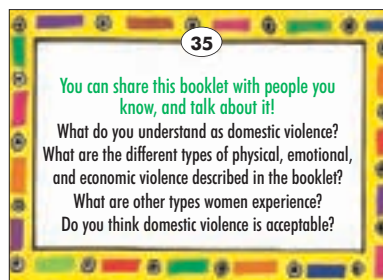 35
You can share this booklet with people you
know, and talk about it!
What do you understand as domestic violence?
What are the different types of physical, emotional,
and economic violence described in the booklet?
What are other types women experience?
Do you think domestic violence is acceptable?